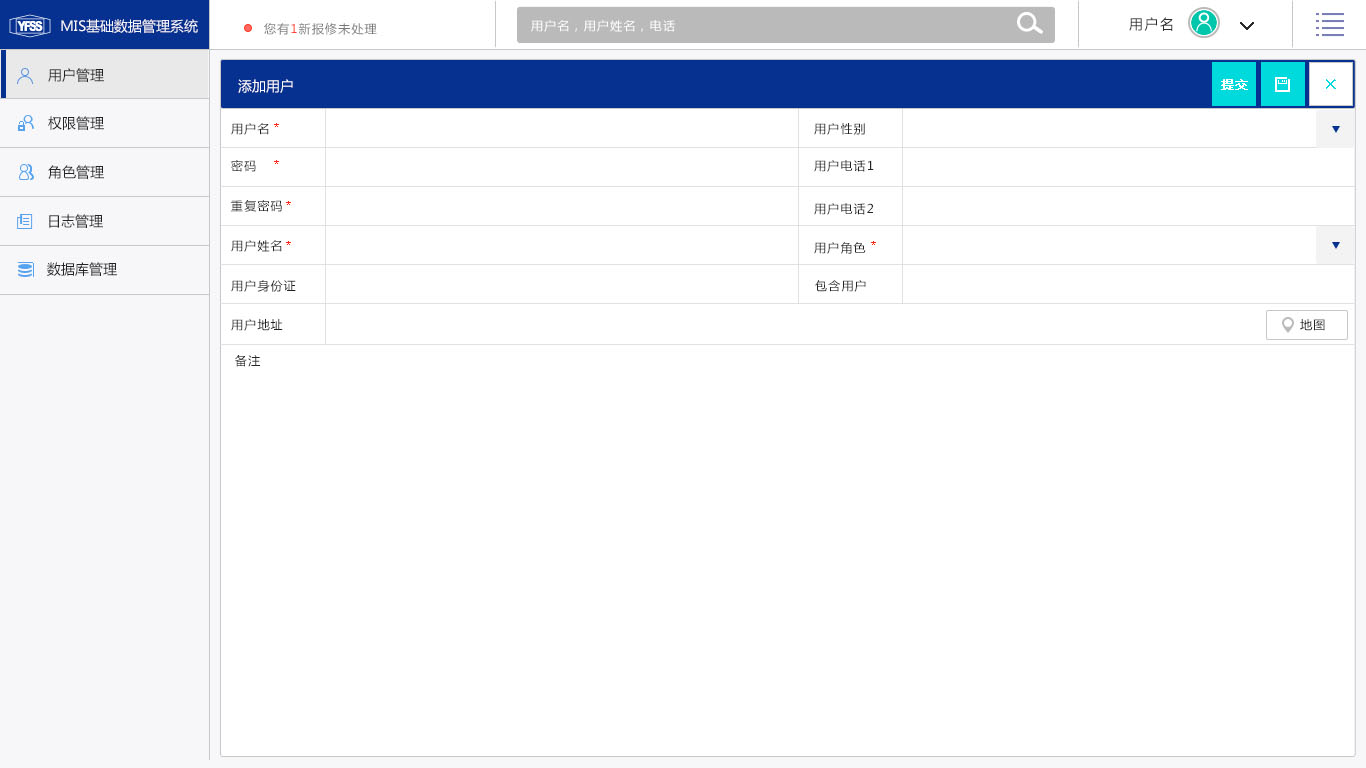 YFSS MIS基础数据管理系统
您有1新报修未处理
用户名，用户姓名，电话
用户名
用户管理
权限管理
角色管理
日志管理
数据库管理
添加用户
提交
用户名 *
用户性别
密码 *
用户电话1
重复密码 *
用户电话2
用户姓名 *
用户角色 *
用户身份证
包含用户
用户地址
地图
备注